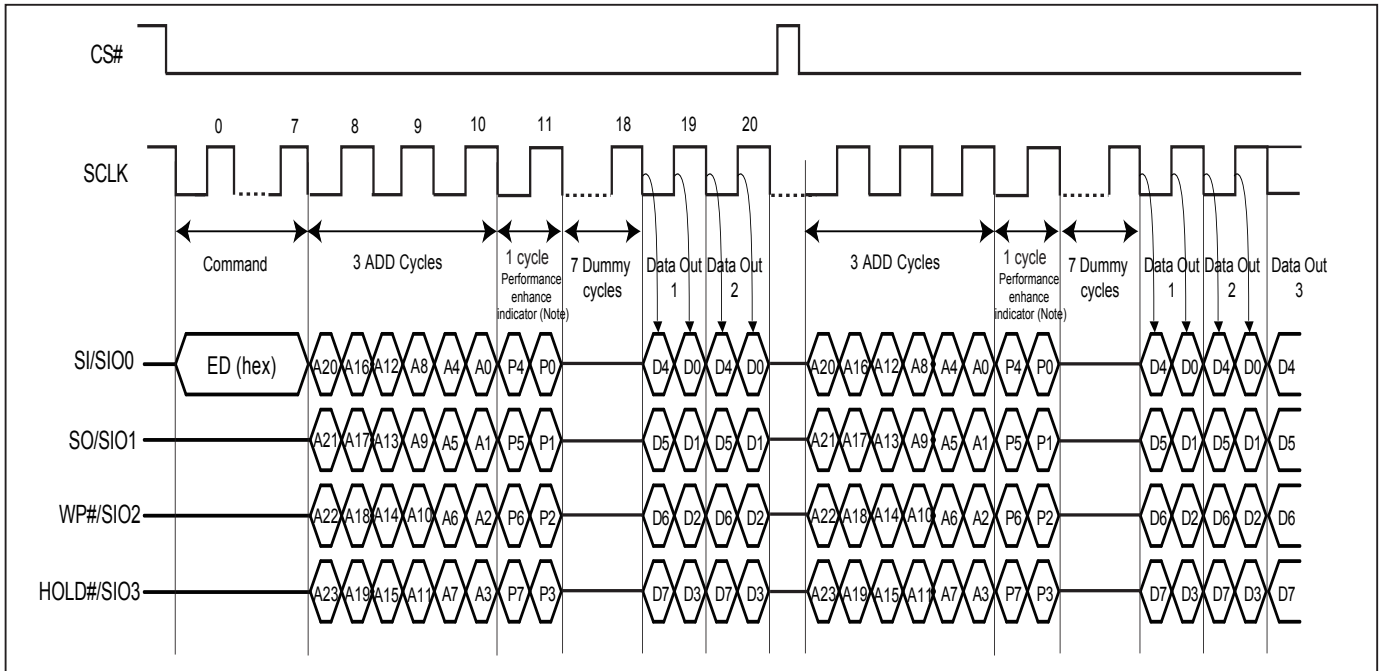 CS#
0 7 8 9 10 11 18 19 20
SCLK
Command
3 ADD Cycles
1 cycle
Performance
enhance
indicator (Note)
7 Dummy
cycles
Data Out
1
Data Out
2
3 ADD Cycles
1 cycle
Performance
enhance
indicator (Note)
7 Dummy
cycles
Data Out
1
Data Out
2
Data Out
3
SI/SIO0 ED (hex) A20 A16 A12 A8 A4 A0 P4 P0 D4 D0 D4 D0 A20 A16 A12 A8 A4 A0 P4 P0 D4 D0 D4 D0 D4
SO/SIO1 A21 A17 A13 A9 A5 A1 P5 P1 D5 D1 D5 D1 A21 A17 A13 A9 A5 A1 P5 P1 D5 D1 D5 D1 D5
WP#/SIO2 A22 A18 A14 A10 A6 A2 P6 P2 D6 D2 D6 D2 A22 A18 A14 A10 A6 A2 P6 P2 D6 D2 D6 D2 D6
HOLD#/SIO3 A23 A19 A15 A11 A7 A3 P7 P3 D7 D3 D7 D3 A23 A19 A15 A11 A7 A3 P7 P3 D7 D3 D7 D3 D7